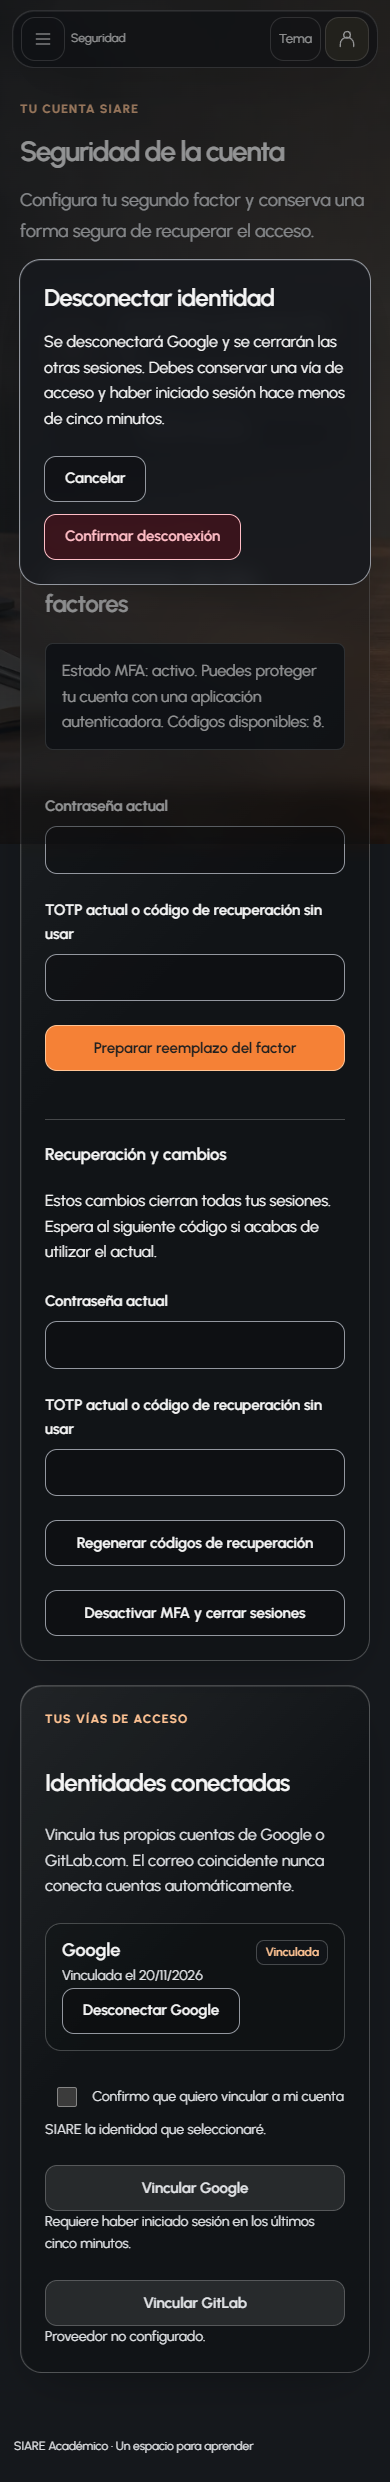 Seguridad
Tema
TU CUENTA SIARE
Seguridad de la cuenta
Configura tu segundo factor y conserva una
forma segura de recuperar el acceso.
Desconectar identidad
Se desconectará Google y se cerrarán las
otras sesiones. Debes conservar una vía de
acceso y haber iniciado sesión hace menos
de cinco minutos.
Cancelar
Confirmar desconexión
factores
Estado MFA: activo. Puedes proteger
tu cuenta con una aplicación
autenticadora. Códigos disponibles: 8.
Contraseña actual
TOTP actual o código de recuperación sin
usar
Preparar reemplazo del factor
Recuperación y cambios
Estos cambios cierran todas tus sesiones.
Espera al siguiente código si acabas de
utilizar el actual.
Contraseña actual
TOTP actual o código de recuperación sin
usar
Regenerar códigos de recuperación
Desactivar MFA y cerrar sesiones
TUS VÍAS DE ACCESO
Identidades conectadas
Vincula tus propias cuentas de Google o
GitLab.com. El correo coincidente nunca
conecta cuentas automáticamente.
Google
Vinculada
Vinculada el 20/11/2026
Desconectar Google
Confirmo que quiero vincular a mi cuenta
SIARE la identidad que seleccionaré.
Vincular Google
Requiere haber iniciado sesión en los últimos
cinco minutos.
Vincular GitLab
Proveedor no configurado.
SIARE Académico · Un espacio para aprender